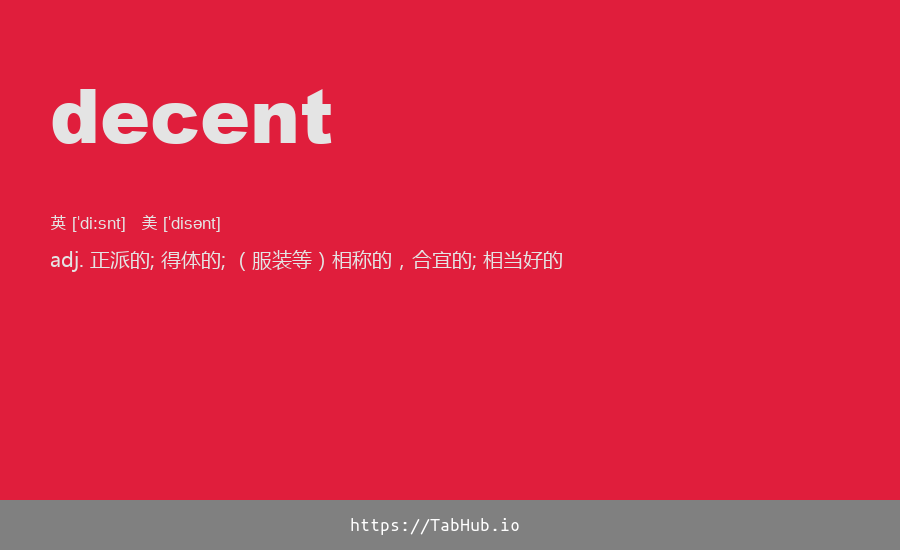 decent
英 [ˈdiːsnt] 美 [ˈdisənt]
adj. 正派的; 得体的; （服装等）相称的，合宜的; 相当好的
https://TabHub.io